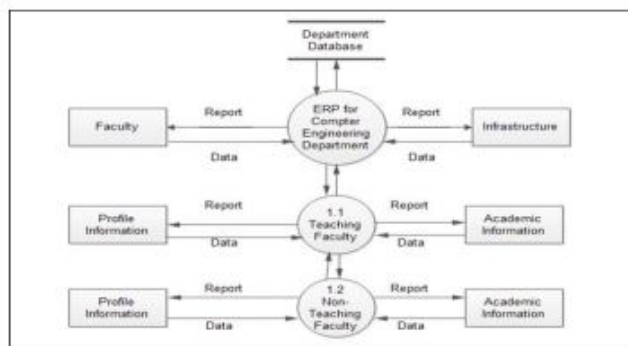 Department
Database
Report
Faculty
Data
ERP for
Compter
Engineering
Department
Report
Infrastructure
Data
Report
Profile
Information
Data
1.1
Teaching
Faculty
Report
Academic
Information
Data
Report
Profile
Information
Data
1.2
Non-
Teaching
Faculty
Report
Academic
Information
Data